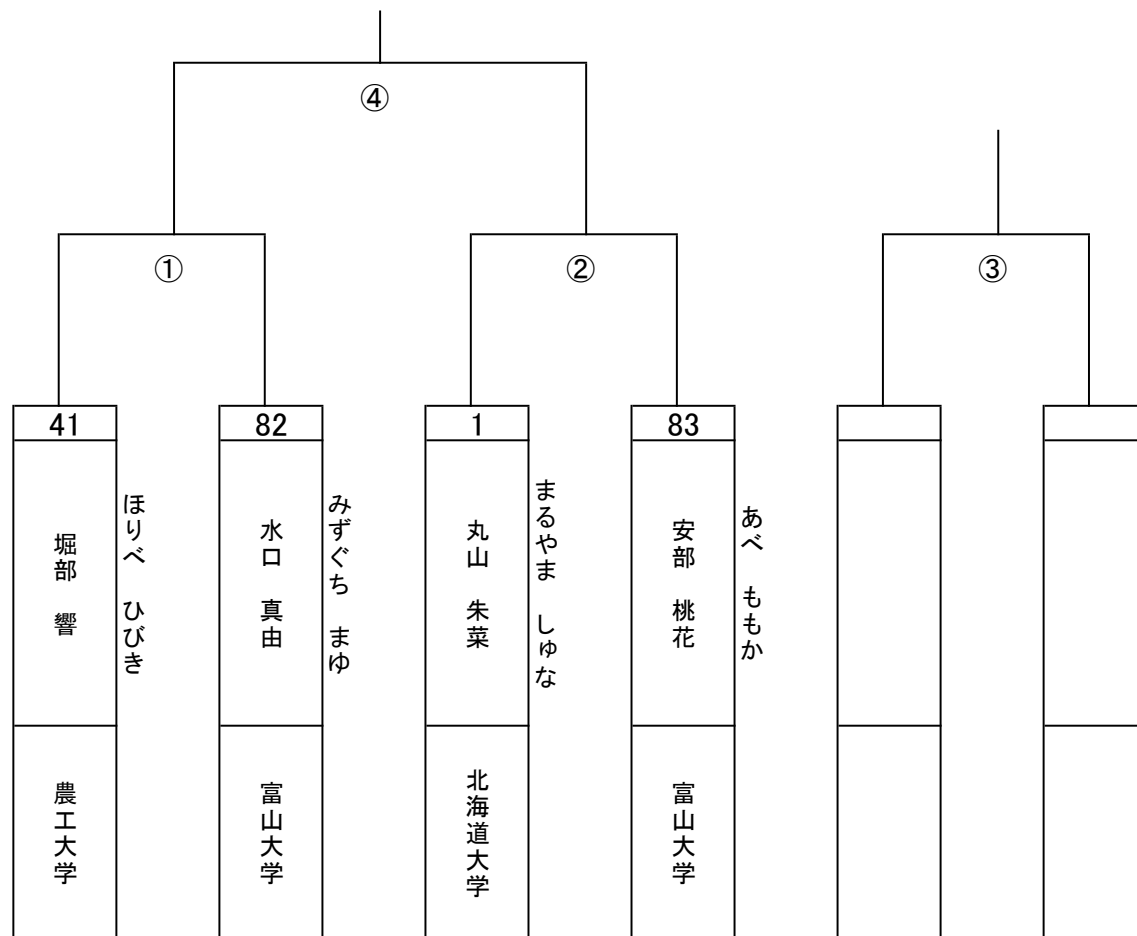 ④
①
②
③
41
82
1
83
堀部 響
ほりべ ひびき
水口 真由
みずぐち まゆ
丸山 朱菜
まるやま しゅな
安部 桃花
あべ ももか
農工大学
富山大学
北海道大学
富山大学